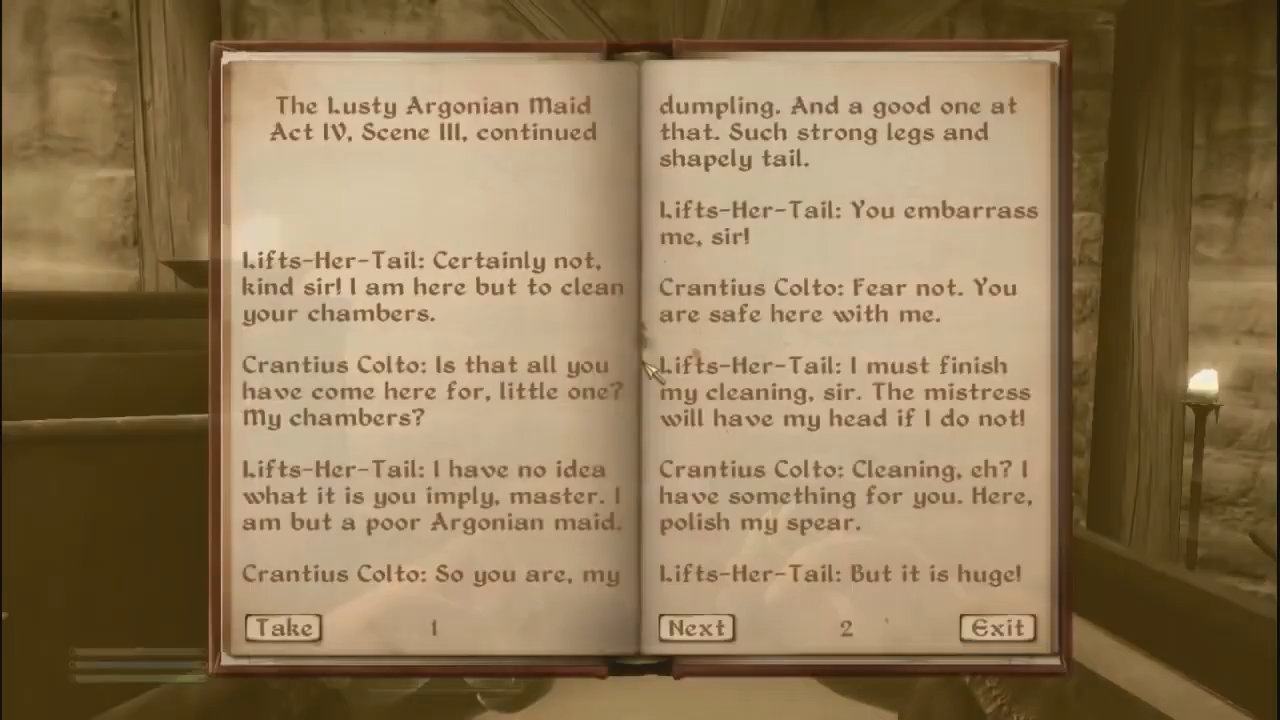 The Lusty Argonian Maid
Act IV, Scene III, continued
Lifts-Her-Tail: Certainly not,
kind sir! I am here but to clean
your chambers.
Crantius Colto: Is that all you
have come here for, little one?
My chambers?
Lifts-Her-Tail: I have no idea
what it is you imply, master. I
am but a poor Argonian maid.
Crantius Colto: So you are, my
Take
1
dumpling. And a good one at
that. Such strong legs and
shapely tail.
Lifts-Her-Tail: You embarrass
me, sir!
Crantius Colto: Fear not. You
are safe here with me.
Lifts-Her-Tail: I must finish
my cleaning, sir. The mistress
will have my head if I do not!
Crantius Colto: Cleaning, eh? I
have something for you. Here,
polish my spear.
Lifts-Her-Tail: But it is huge!
Next
2
Exit